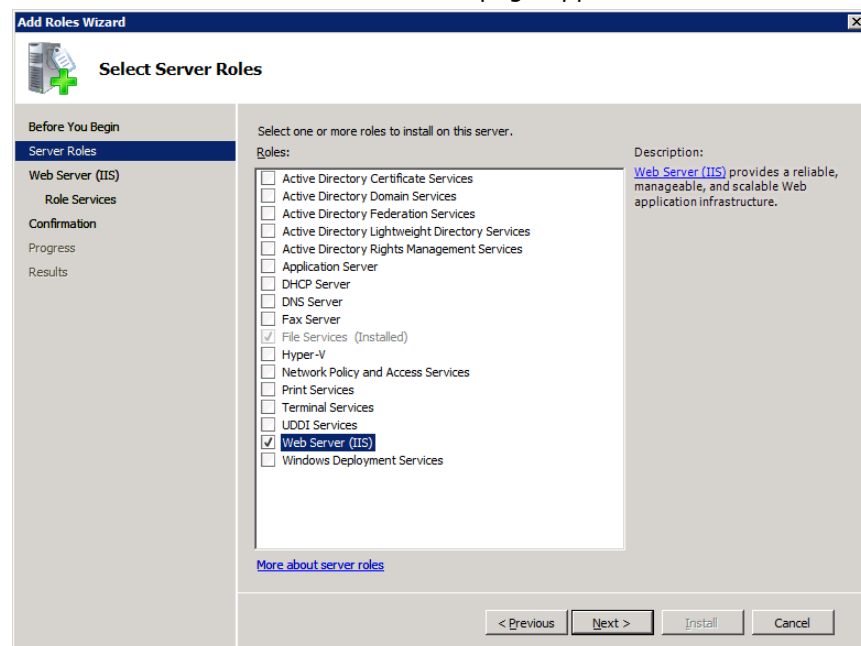 Add Roles Wizard
Select Server Roles
Before You Begin
Server Roles
Web Server (IIS)
Role Services
Confirmation
Progress
Results
Select one or more roles to install on this server.
Roles:
Active Directory Certificate Services
Active Directory Domain Services
Active Directory Federation Services
Active Directory Lightweight Directory Services
Active Directory Rights Management Services
Application Server
DHCP Server
DNS Server
Fax Server
File Services (Installed)
Hyper-V
Network Policy and Access Services
Print Services
Terminal Services
UDDI Services
Web Server (IIS)
Windows Deployment Services
More about server roles
Description:
Web Server (IIS) provides a reliable,
manageable, and scalable Web
application infrastructure.
< Previous
Next >
Install
Cancel